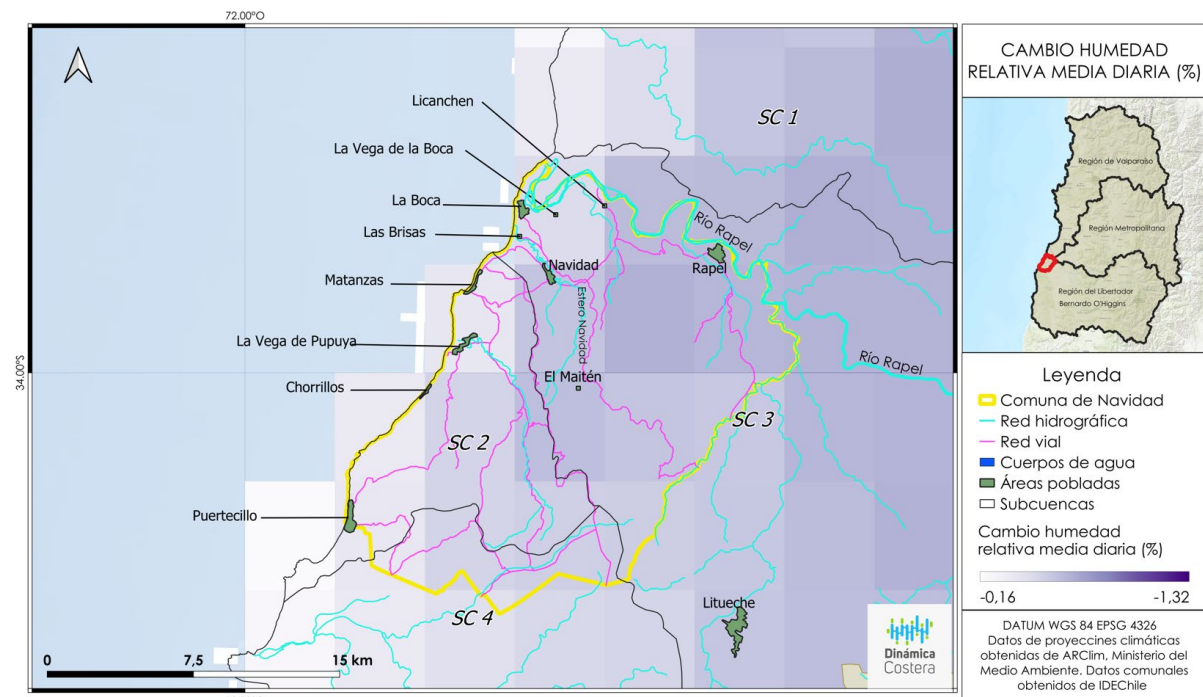 72.00°O
34.00°S
Licanchen
La Vega de la Boca
La Boca
Las Brisas
Matanzas
La Vega de Pupuya
Chorrillos
Puertecillo
SC 1
Río Rapel
Rapel
Navidad
Estero Navidad
El Maitén
Río Rapel
SC 3
SC 2
SC 4
Litueche
0 7,5 15 km
Dinámica
Costera
CAMBIO HUMEDAD
RELATIVA MEDIA DIARIA (%)
Región de Valparaíso
Región Metropolitana
Región del Libertador
Bernardo O'Higgins
Leyenda
Comuna de Navidad
Red hidrográfica
Red vial
Cuerpos de agua
Áreas pobladas
Subcuencas
Cambio humedad
relativa media diaria (%)
-0,16 -1,32
DATUM WGS 84 EPSG 4326
Datos de proyeccines climáticas
obtenidas de ARClim, Ministerio del
Medio Ambiente. Datos comunales
obtenidos de IDEChile